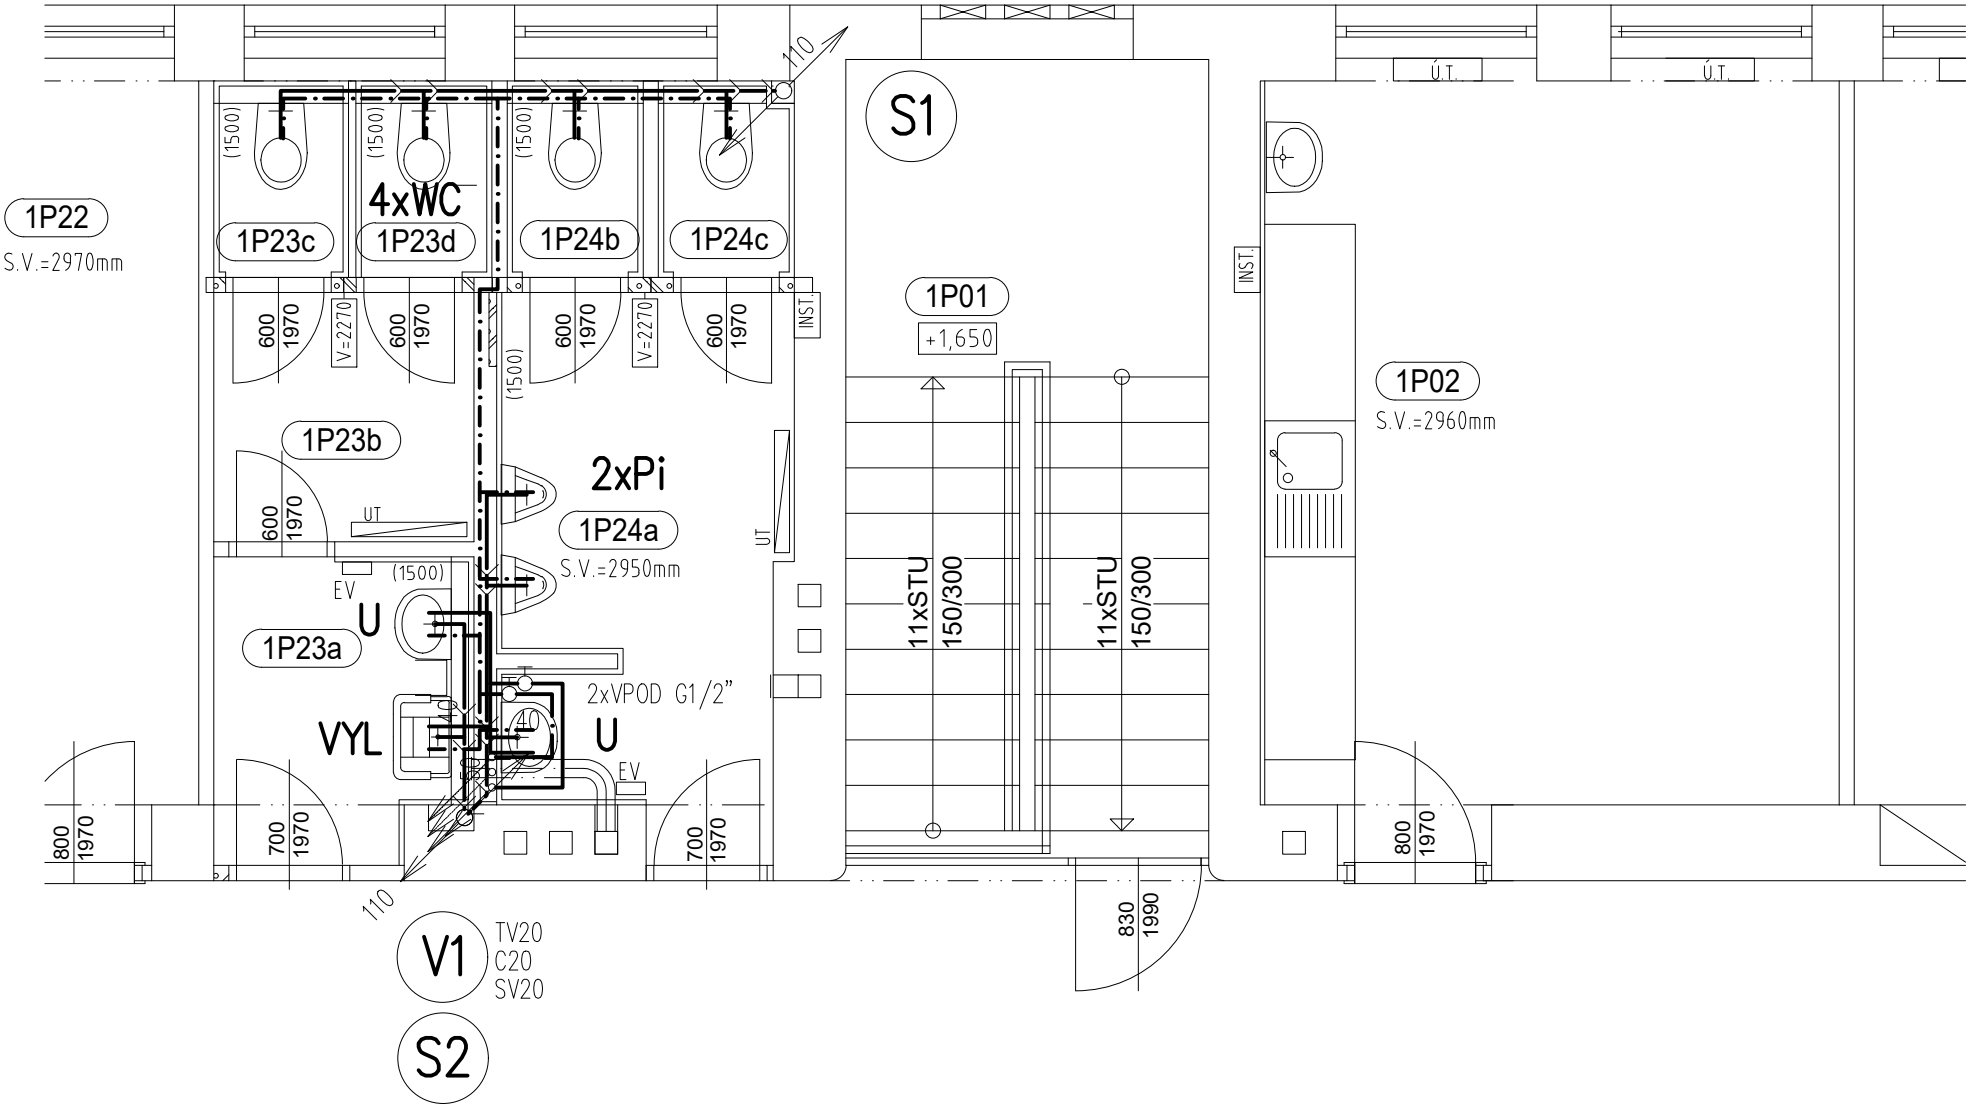 110
Ú.T.
Ú.T.
S1
(1500)
(1500)
(1500)
4xWC
1P22
S.V.=2970mm
1P23c
1P23d
1P24b
1P24c
INST.
1P01
+1,650
600
1970
V=2270
600
1970
600
1970
V=2270
600
1970
INST.
(1500)
1P02
S.V.=2960mm
1P23b
2xPi
600
1970
UT
1P24a
S.V.=2950mm
UT
EV
(1500)
U
1P23a
11xSTU
150/300
11xSTU
150/300
2xVPOD G1/2"
VYL
40
U
EV
800
1970
700
1970
700
1970
800
1970
110
830
1990
V1
TV20
C20
SV20
S2